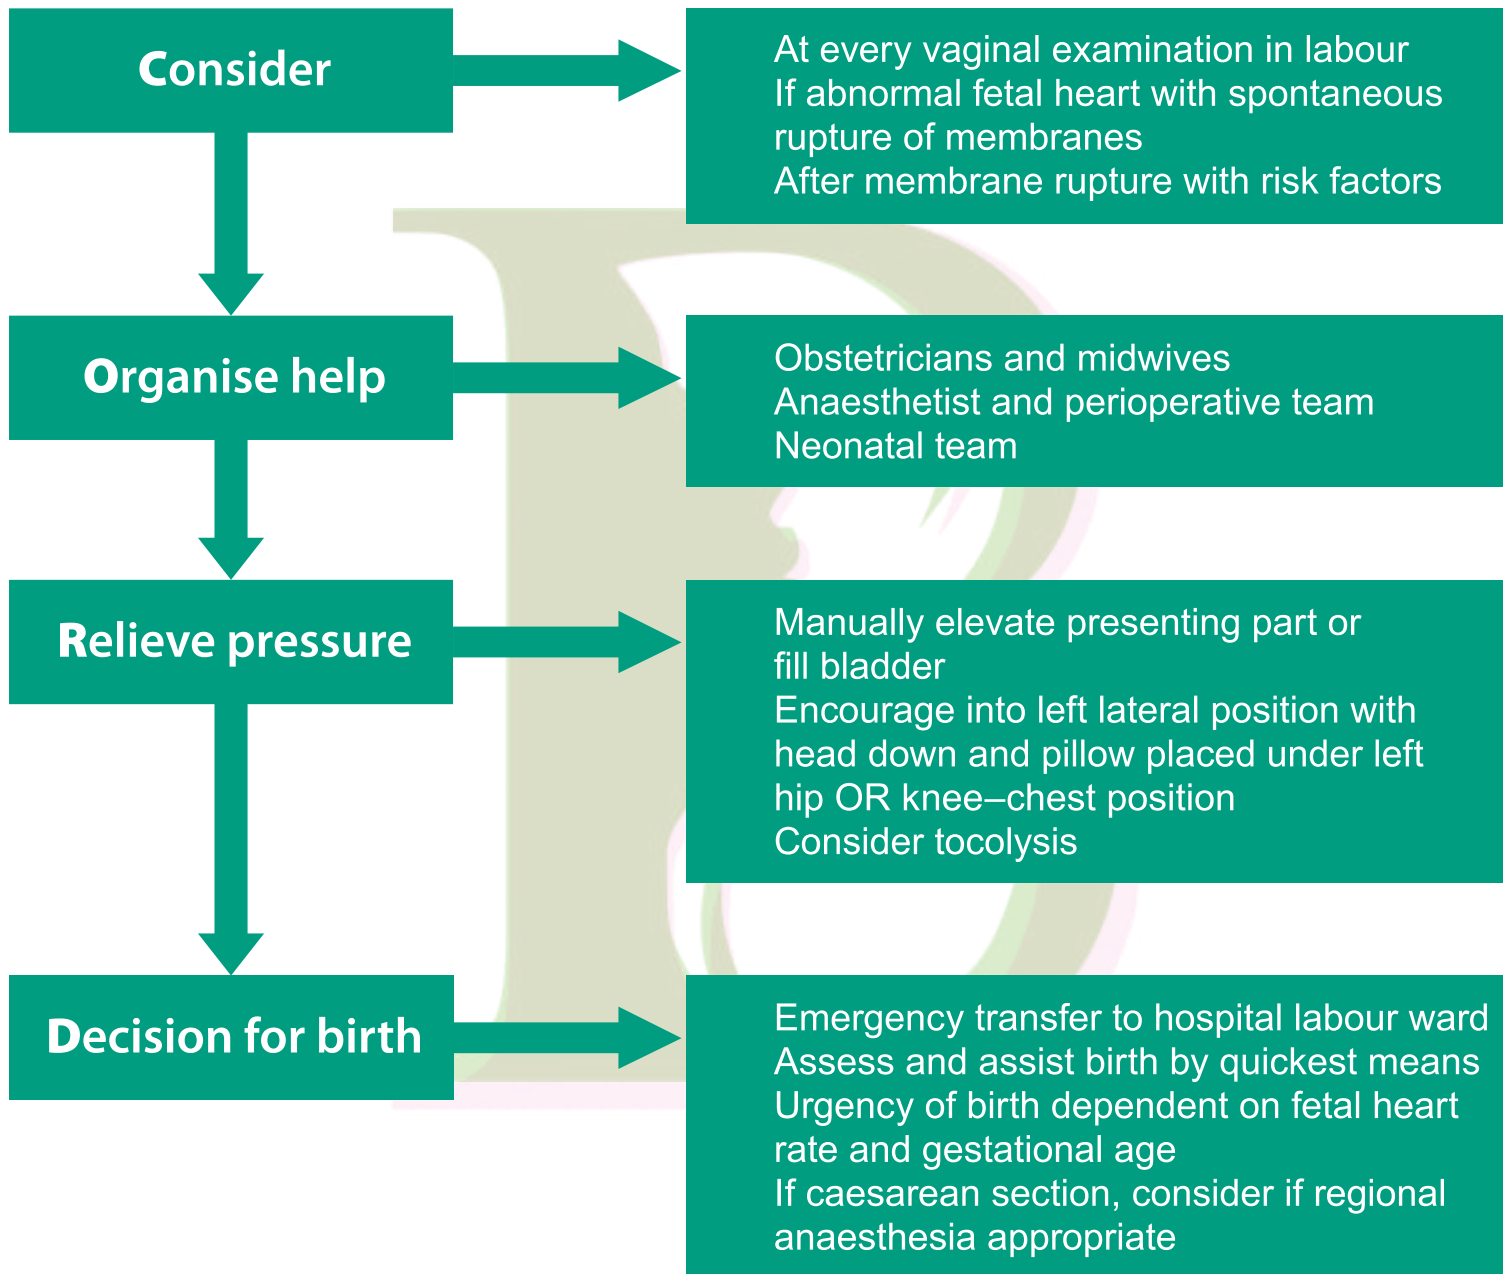 Consider
At every vaginal examination in labour
If abnormal fetal heart with spontaneous
rupture of membranes
After membrane rupture with risk factors
Organise help
Obstetricians and midwives
Anaesthetist and perioperative team
Neonatal team
Relieve pressure
Manually elevate presenting part or
fill bladder
Encourage into left lateral position with
head down and pillow placed under left
hip OR knee–chest position
Consider tocolysis
Decision for birth
Emergency transfer to hospital labour ward
Assess and assist birth by quickest means
Urgency of birth dependent on fetal heart
rate and gestational age
If caesarean section, consider if regional
anaesthesia appropriate